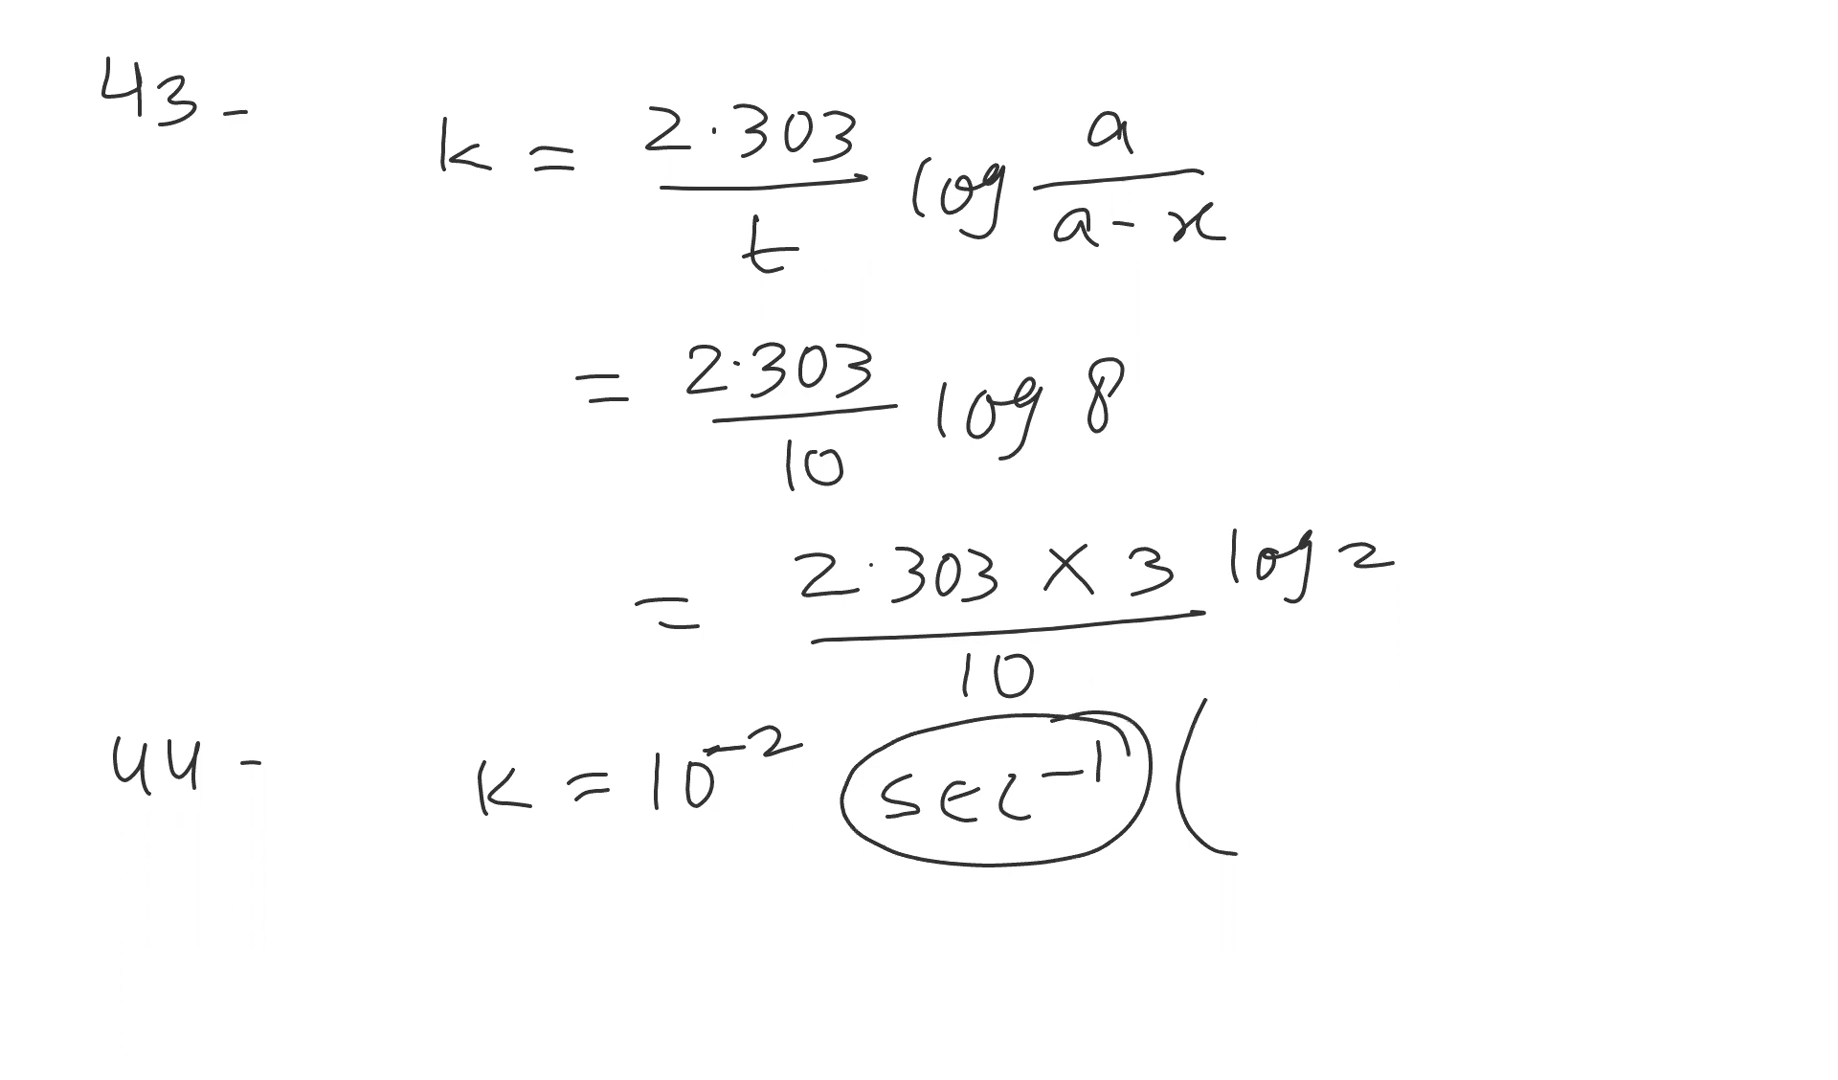 43- k = 2.303/t log a/a-x
= 2.303/10 log 8
= 2.303 × 3 log 2/10
44- K = 10⁻² sec⁻¹ (